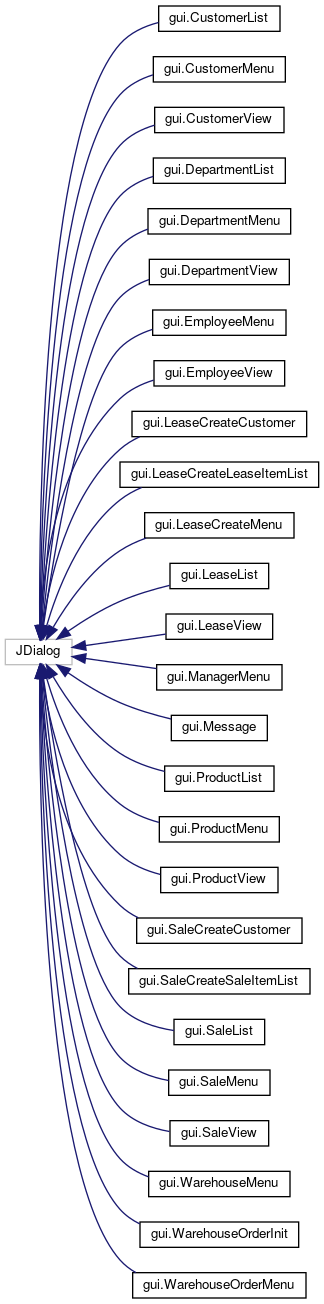 gui.CustomerList
gui.CustomerMenu
gui.CustomerView
gui.DepartmentList
gui.DepartmentMenu
gui.DepartmentView
gui.EmployeeMenu
gui.EmployeeView
gui.LeaseCreateCustomer
gui.LeaseCreateLeaseItemList
gui.LeaseCreateMenu
gui.LeaseList
gui.LeaseView
JDialog
gui.ManagerMenu
gui.Message
gui.ProductList
gui.ProductMenu
gui.ProductView
gui.SaleCreateCustomer
gui.SaleCreateSaleItemList
gui.SaleList
gui.SaleMenu
gui.SaleView
gui.WarehouseMenu
gui.WarehouseOrderInit
gui.WarehouseOrderMenu